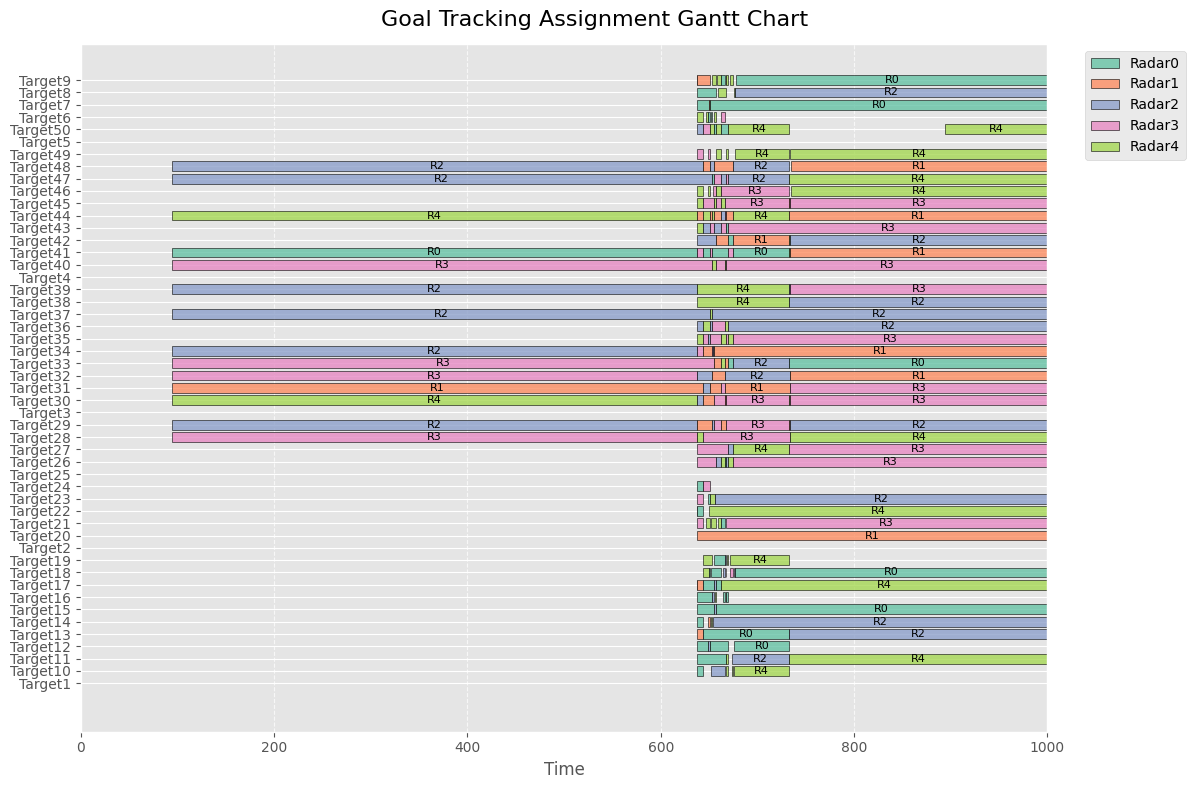 Goal Tracking Assignment Gantt Chart
Radar0
Radar1
Radar2
Radar3
Radar4
Target9 R0
Target8 R2
Target7 R0
Target6
Target50 R4 R4
Target5
Target49 R4 R4
Target48 R2 R2 R1
Target47 R2 R2 R4
Target46 R3 R4
Target45 R3 R3
Target44 R4 R4 R1
Target43 R3
Target42 R1 R2
Target41 R0 R0 R1
Target40 R3 R3
Target4
Target39 R2 R4 R3
Target38 R4 R2
Target37 R2 R2
Target36 R2
Target35 R3
Target34 R2 R1
Target33 R3 R2 R0
Target32 R3 R2 R1
Target31 R1 R1 R3
Target30 R4 R3 R3
Target3
Target29 R2 R3 R2
Target28 R3 R3 R4
Target27 R4 R3
Target26 R3
Target25
Target24
Target23 R2
Target22 R4
Target21 R3
Target20 R1
Target2
Target19 R4
Target18 R0
Target17 R4
Target16
Target15 R0
Target14 R2
Target13 R0 R2
Target12 R0
Target11 R2 R4
Target10 R4
Target1
0 200 400 600 800 1000
Time